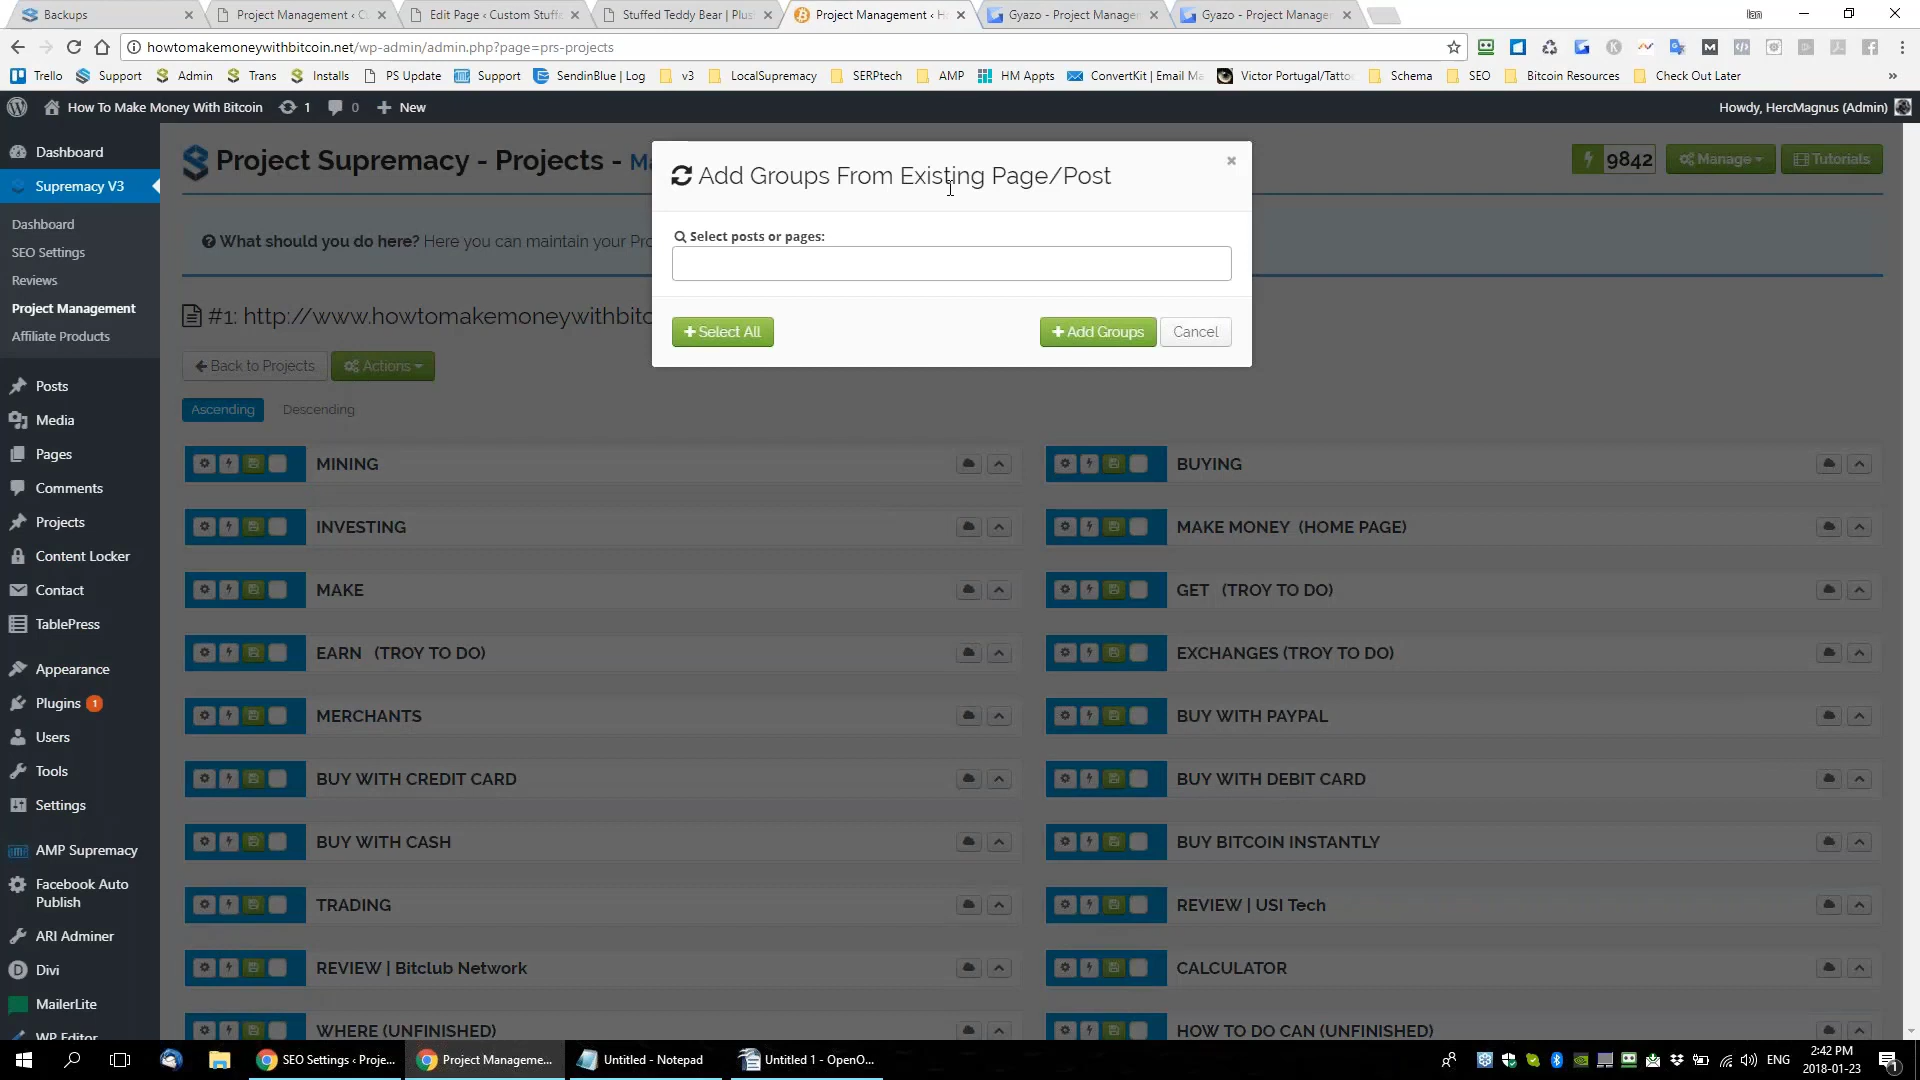 Backups
Project Management ‹ C
Edit Page ‹ Custom Stuff
Stuffed Teddy Bear | Plus
Project Management ‹ H
Gyazo - Project Manage
Gyazo - Project Manage
Ian
howtomakemoneywithbitcoin.net/wp-admin/admin.php?page=prs-projects
Trello
Support
Admin
Trans
Installs
PS Update
Support
SendinBlue | Log
v3
LocalSupremacy
SERPtech
AMP
HM Appts
ConvertKit | Email Ma
Victor Portugal/Tatto
Schema
SEO
Bitcoin Resources
Check Out Later
How To Make Money With Bitcoin
1
0
New
Howdy, HercMagnus (Admin)
Dashboard
Supremacy V3
Dashboard
SEO Settings
Reviews
Project Management
Affiliate Products
Posts
Media
Pages
Comments
Projects
Content Locker
Contact
TablePress
Appearance
Plugins 1
Users
Tools
Settings
AMP Supremacy
Facebook Auto
Publish
ARI Adminer
Divi
MailerLite
WP Editor
Project Supremacy - Projects - Ma
9842
Manage
Tutorials
What should you do here? Here you can maintain your Pro
#1: http://www.howtomakemoneywithbitc
Back to Projects
Actions
Ascending
Descending
Add Groups From Existing Page/Post
×
Select posts or pages:
+ Select All
+ Add Groups
Cancel
MINING
BUYING
INVESTING
MAKE MONEY (HOME PAGE)
MAKE
GET (TROY TO DO)
EARN (TROY TO DO)
EXCHANGES (TROY TO DO)
MERCHANTS
BUY WITH PAYPAL
BUY WITH CREDIT CARD
BUY WITH DEBIT CARD
BUY WITH CASH
BUY BITCOIN INSTANTLY
TRADING
REVIEW | USI Tech
REVIEW | Bitclub Network
CALCULATOR
WHERE (UNFINISHED)
HOW TO DO CAN (UNFINISHED)
SEO Settings ‹ Proje...
Project Manageme...
Untitled - Notepad
Untitled 1 - OpenO...
ENG
2:42 PM
2018-01-23
1